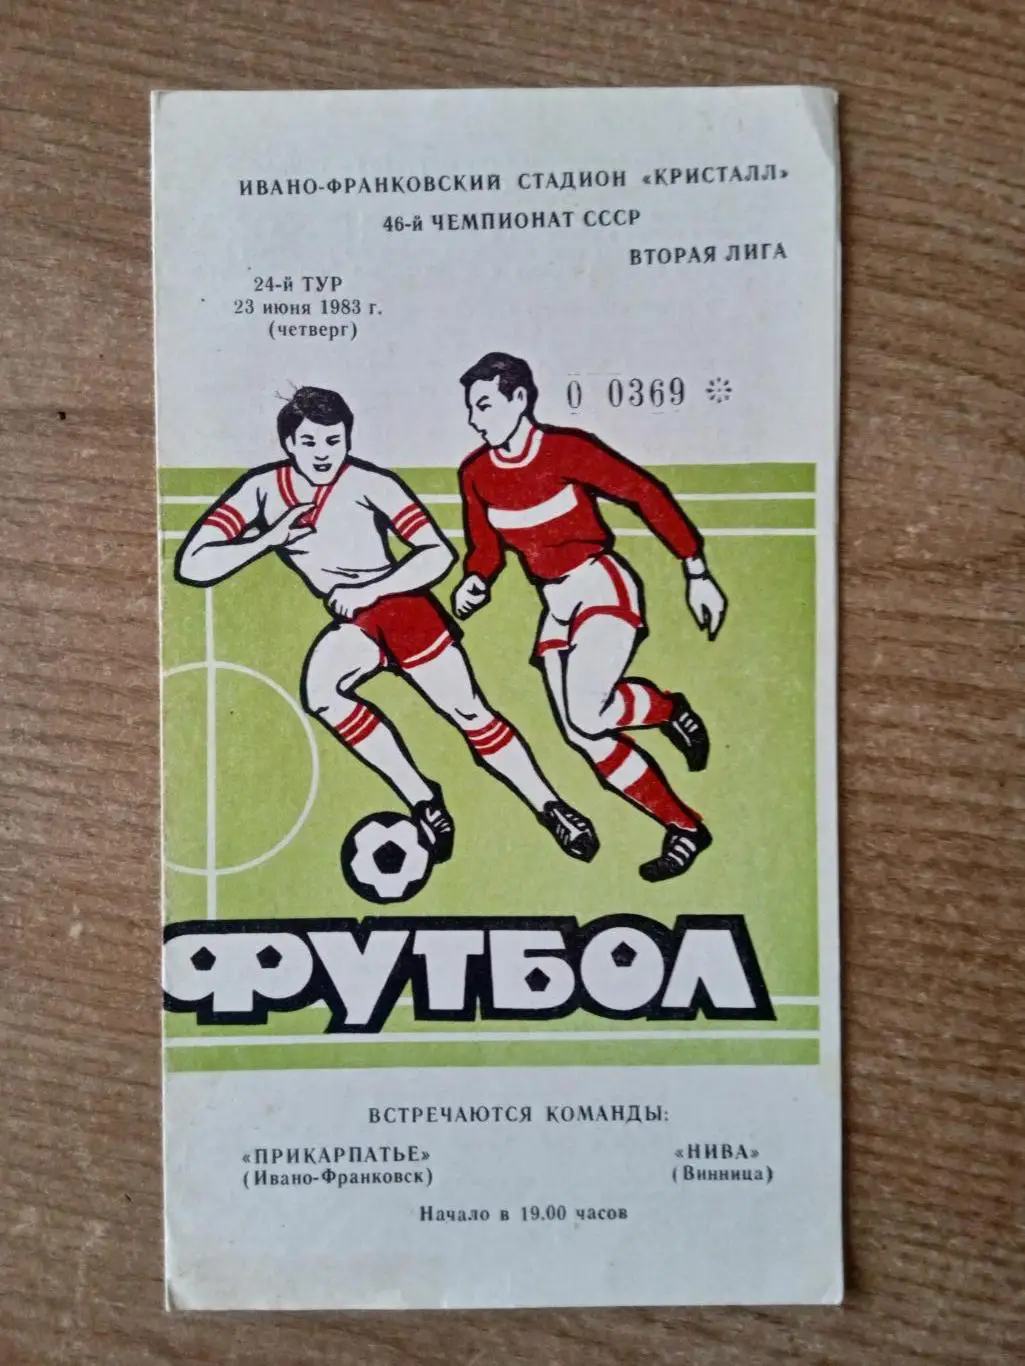 ИВАНО-ФРАНКОВСКИЙ СТАДИОН «КРИСТАЛЛ»
46-й ЧЕМПИОНАТ СССР
ВТОРАЯ ЛИГА
24-й ТУР
23 июня 1983 г.
(четверг)
0 0369
ФУТБОЛ
ВСТРЕЧАЮТСЯ КОМАНДЫ:
«ПРИКАРПАТЬЕ» «НИВА»
(Ивано-Франковск) (Винница)
Начало в 19.00 часов